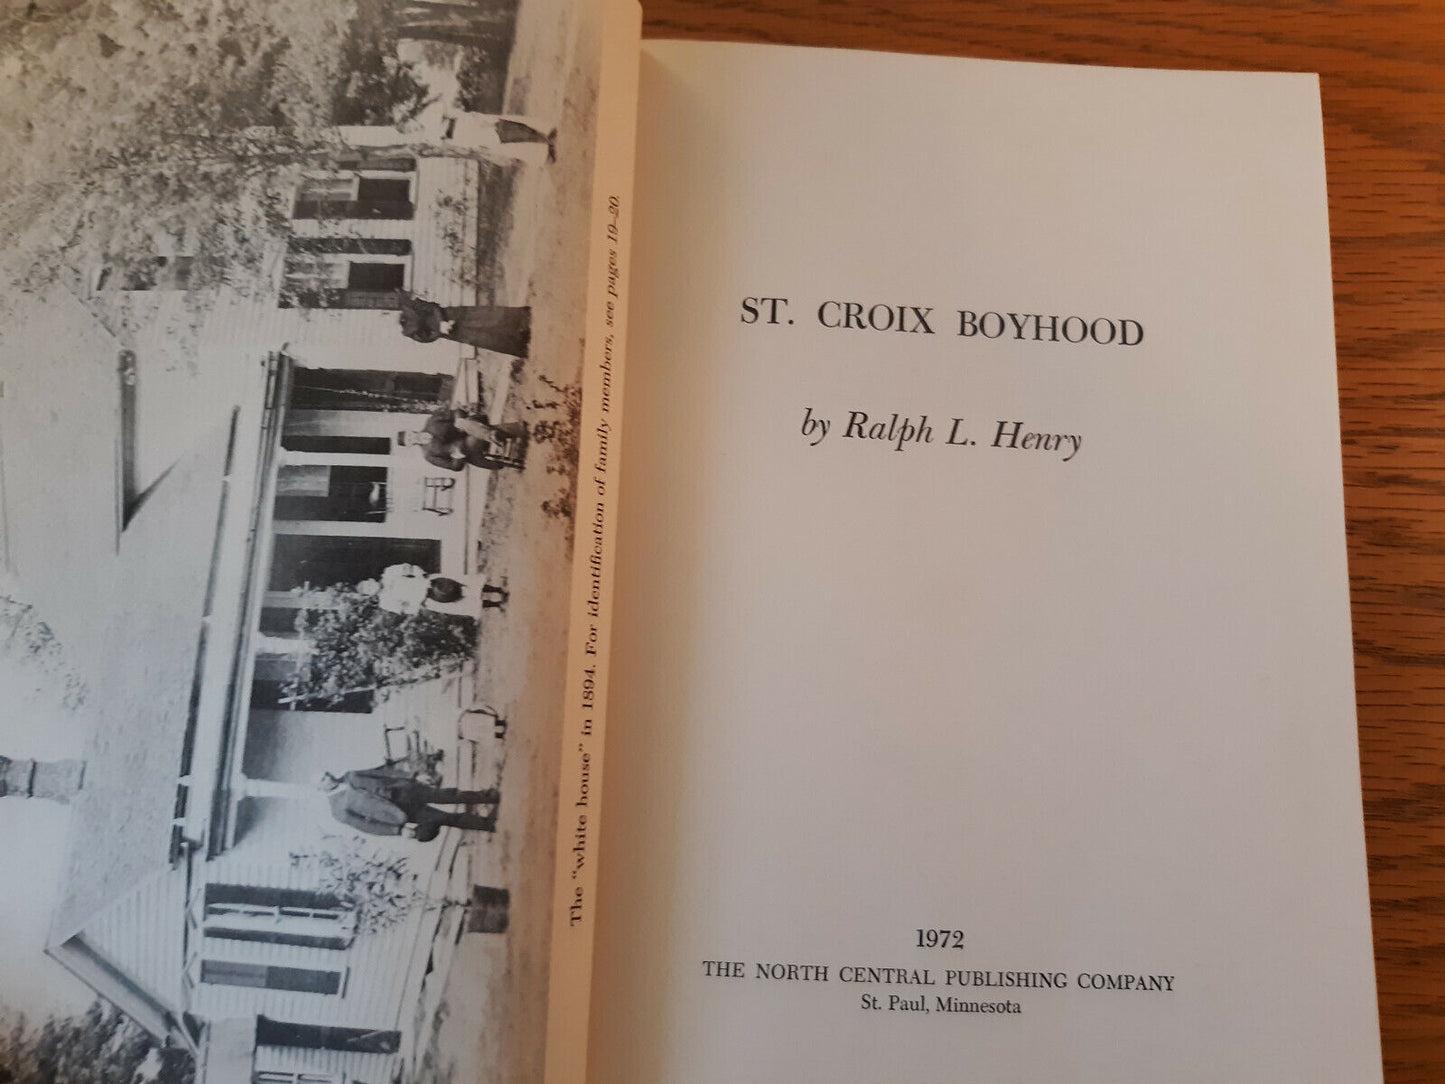 The "white house" in 1894. For identification of family members, see pages 19–20.
ST. CROIX BOYHOOD
by Ralph L. Henry
1972
THE NORTH CENTRAL PUBLISHING COMPANY
St. Paul, Minnesota